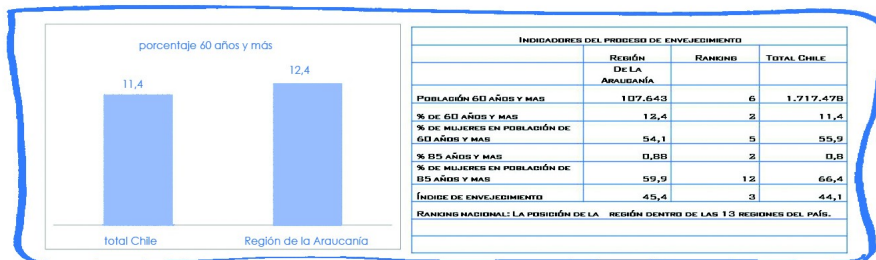 porcentaje 60 años y más
11,4
12,4
total Chile
Región de la Araucanía
INDICADORES DEL PROCESO DE ENVEJECIMIENTO
REGIÓN RANKING TOTAL CHILE
DE LA
ARAUCANÍA
POBLACIÓN 60 AÑOS Y MAS 107.643 6 1.717.478
% DE 60 AÑOS Y MAS 12,4 2 11,4
% DE MUJERES EN POBLACIÓN DE
60 AÑOS Y MAS 54,1 5 55,9
% 85 AÑOS Y MAS 0,88 2 0,8
% DE MUJERES EN POBLACIÓN DE
85 AÑOS Y MAS 59,9 12 66,4
ÍNDICE DE ENVEJECIMIENTO 45,4 3 44,1
RANKING NACIONAL: LA POSICIÓN DE LA REGIÓN DENTRO DE LAS 13 REGIONES DEL PAÍS.